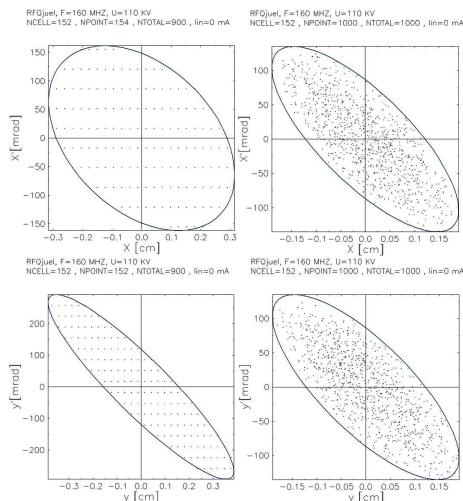 RFQjuel, F=160 MHZ, U=110 KV
NCELL=152 , NPOINT=154 , NTOTAL=900 , Iin=0 mA
150
100
50
0
−50
−100
−150
X' [mrad]
−0.3 −0.2 −0.1 0.0 0.1 0.2 0.3
X [cm]
RFQjuel, F=160 MHZ, U=110 KV
NCELL=152 , NPOINT=1000 , NTOTAL=1000 , Iin=0 mA
100
50
0
−50
−100
X' [mrad]
−0.15 −0.10 −0.05 0.0 0.05 0.10 0.15
X [cm]
RFQjuel, F=160 MHZ, U=110 KV
NCELL=152 , NPOINT=152 , NTOTAL=900 , Iin=0 mA
200
100
0
−100
−200
y' [mrad]
−0.3 −0.2 −0.1 0.0 0.1 0.2 0.3
y [cm]
RFQjuel, F=160 MHZ, U=110 KV
NCELL=152 , NPOINT=1000 , NTOTAL=1000 , Iin=0 mA
100
50
0
−50
−100
y' [mrad]
−0.15 −0.10 −0.05 0.0 0.05 0.10 0.15
y [cm]